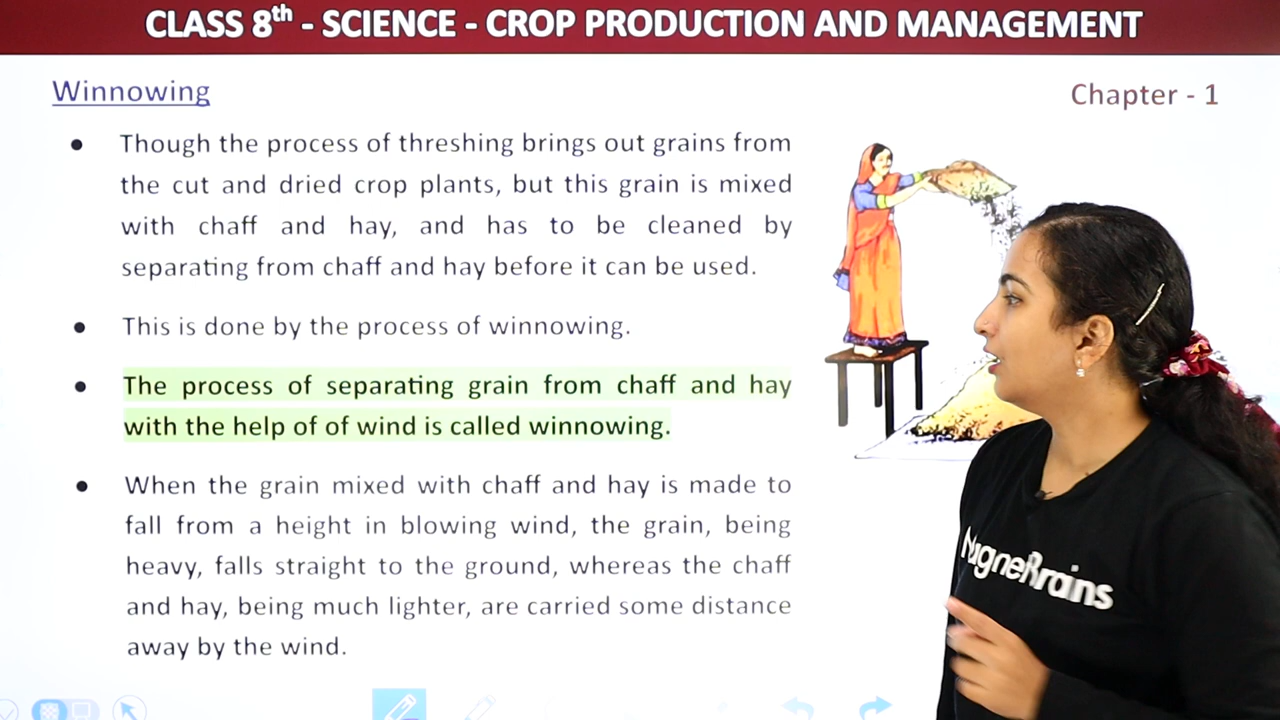 CLASS 8th - SCIENCE - CROP PRODUCTION AND MANAGEMENT
Winnowing
Chapter - 1
● Though the process of threshing brings out grains from
the cut and dried crop plants, but this grain is mixed
with chaff and hay, and has to be cleaned by
separating from chaff and hay before it can be used.
● This is done by the process of winnowing.
● The process of separating grain from chaff and hay
with the help of of wind is called winnowing.
● When the grain mixed with chaff and hay is made to
fall from a height in blowing wind, the grain, being
heavy, falls straight to the ground, whereas the chaff
and hay, being much lighter, are carried some distance
away by the wind.
MagneBrains